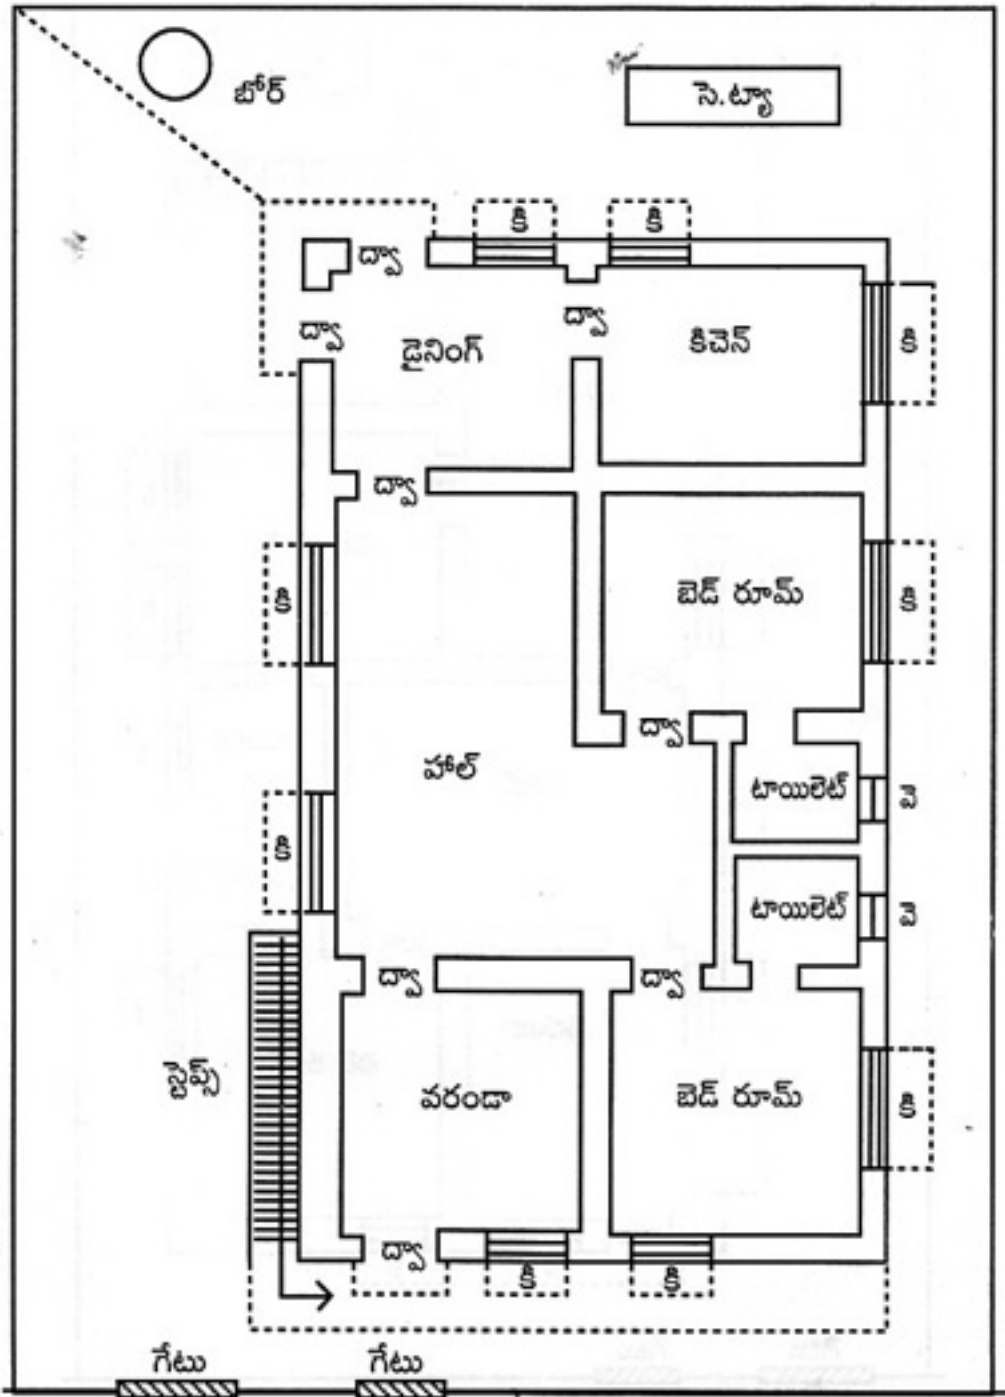 బోర్
సె.ట్యా
కి
కి
ద్వా
ద్వా
ద్వా
డైనింగ్
కిచెన్
కి
ద్వా
కి
బెడ్ రూమ్
కి
ద్వా
హాల్
టాయిలెట్
వె
కి
టాయిలెట్
వె
ద్వా
ద్వా
స్టెప్స్
వరండా
బెడ్ రూమ్
కి
ద్వా
కి
కి
గేటు
గేటు